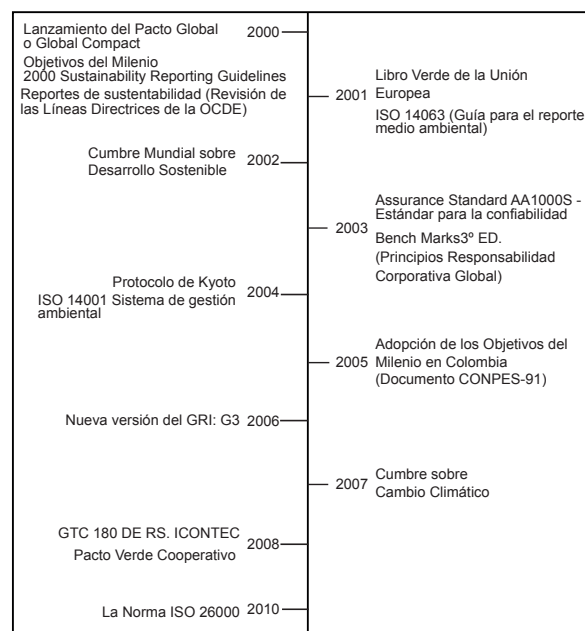 Lanzamiento del Pacto Global
o Global Compact
2000
Objetivos del Milenio
2000 Sustainability Reporting Guidelines
Reportes de sustentabilidad (Revisión de
las Líneas Directrices de la OCDE)
2001
Libro Verde de la Unión
Europea
ISO 14063 (Guía para el reporte
medio ambiental)
Cumbre Mundial sobre
Desarrollo Sostenible
2002
2003
Assurance Standard AA1000S -
Estándar para la confiabilidad
Bench Marks3º ED.
(Principios Responsabilidad
Corporativa Global)
Protocolo de Kyoto
2004
ISO 14001 Sistema de gestión
ambiental
2005
Adopción de los Objetivos del
Milenio en Colombia
(Documento CONPES-91)
Nueva versión del GRI: G3
2006
2007
Cumbre sobre
Cambio Climático
GTC 180 DE RS. ICONTEC
2008
Pacto Verde Cooperativo
La Norma ISO 26000
2010